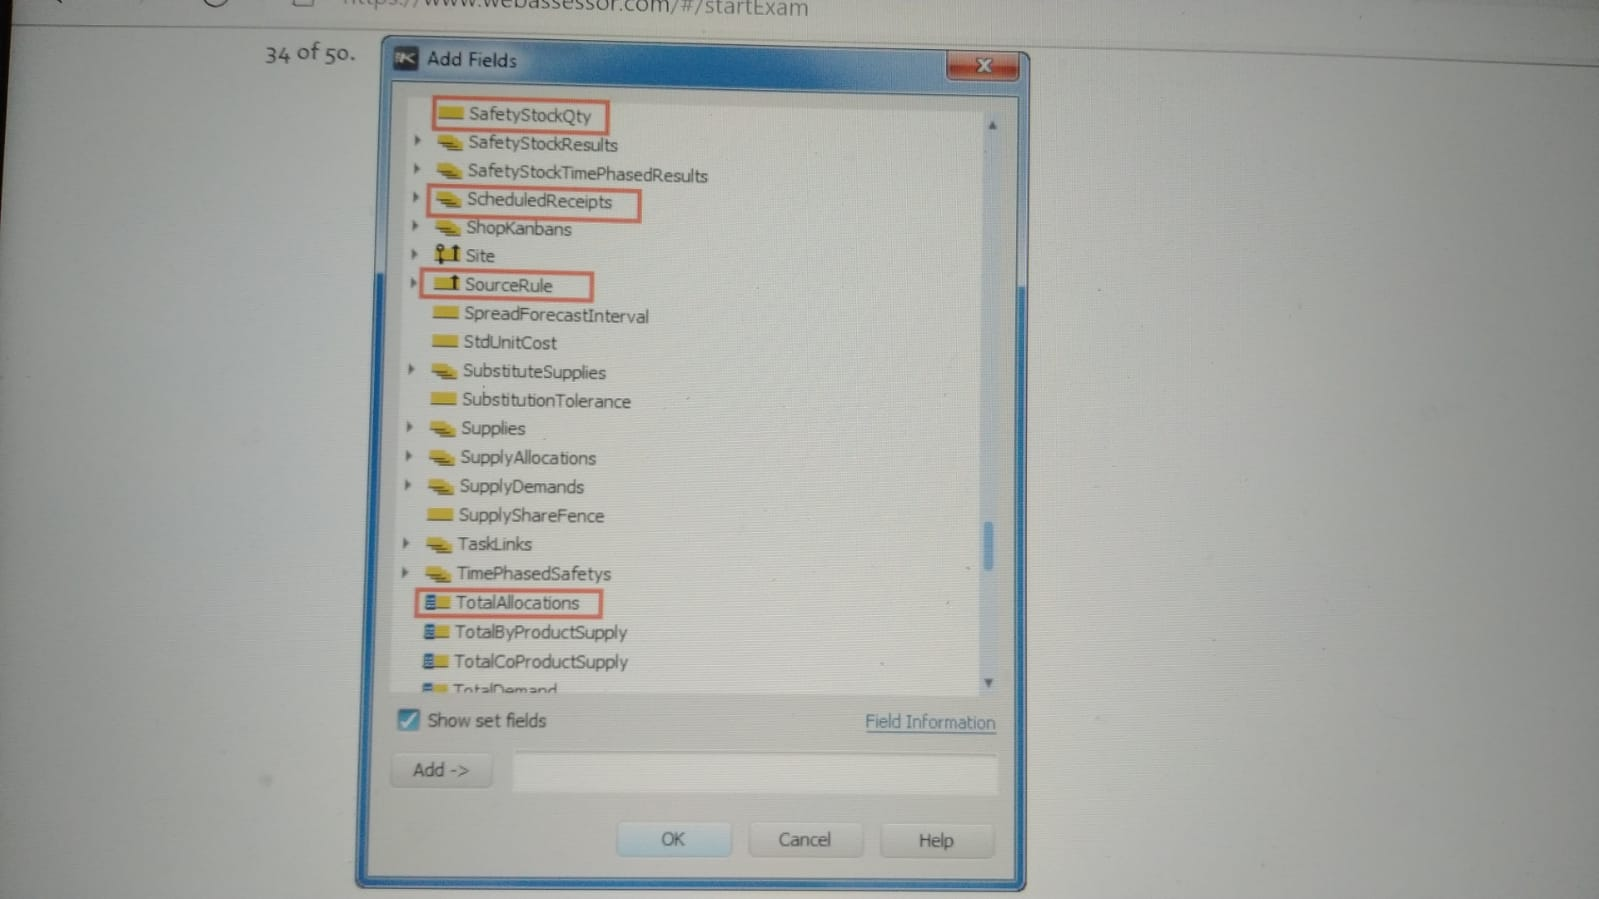 https://www.webassessor.com/#/startExam
34 of 50.
Add Fields
SafetyStockQty
SafetyStockResults
SafetyStockTimePhasedResults
ScheduledReceipts
ShopKanbans
Site
SourceRule
SpreadForecastInterval
StdUnitCost
SubstituteSupplies
SubstitutionTolerance
Supplies
SupplyAllocations
SupplyDemands
SupplyShareFence
TaskLinks
TimePhasedSafetys
TotalAllocations
TotalByProductSupply
TotalCoProductSupply
TotalDemand
Show set fields Field Information
Add ->
OK Cancel Help